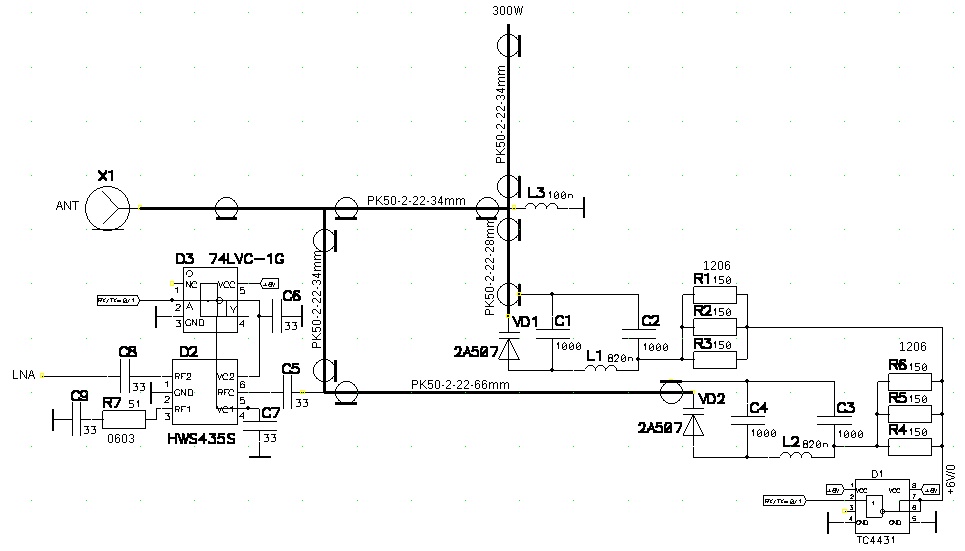 300W
PK50-2-22-34mm
X1
ANT
PK50-2-22-34mm
L3 100n
PK50-2-22-34mm
PK50-2-22-28mm
D3 74LVC-1G
NC VCC
1 5
+6V
RX/TX=0/1
A Y
2
GND
3 4
C6
33
1206
R1 150
R2 150
R3 150
VD1
C1
1000
C2
1000
2A507
L1 820n
D2
C8
33
LNA
RF2 VC2
1 6
GND RFC
2 5
RF1 VC1
3 4
C5
33
C9
33
R7 51
0603
HWS435S
C7
33
PK50-2-22-66mm
VD2
2A507
C4
1000
C3
1000
L2 820n
1206
R6 150
R5 150
R4 150
+6V/0
D1
+6V
1 VCC VCC 8
+6V
RX/TX=0/1
2 7
1
3 6
4 GND GND 5
TC4431